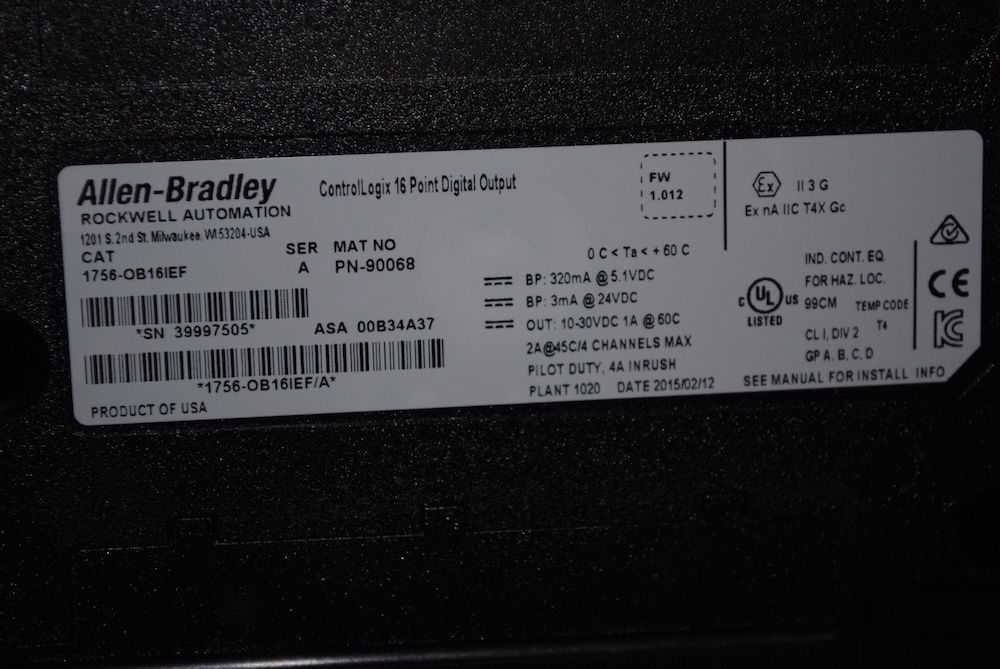 Allen-Bradley
ROCKWELL AUTOMATION
1201 S. 2nd St. Milwaukee, WI 53204-USA
ControlLogix 16 Point Digital Output
FW
1.012
CAT
1756-OB16IEF
SER
A
MAT NO
PN-90068
*SN 39997505*
ASA 00B34A37
*1756-OB16IEF/A*
PRODUCT OF USA
0 C < Ta < + 60 C
BP: 320mA @ 5.1VDC
BP: 3mA @ 24VDC
OUT: 10-30VDC 1A @ 60C
2A@45C/4 CHANNELS MAX
PILOT DUTY, 4A INRUSH
PLANT 1020 DATE 2015/02/12
Ex II 3 G
Ex nA IIC T4X Gc
C UL US
LISTED
IND. CONT. EQ.
FOR HAZ. LOC.
99CM TEMP CODE
T4
CL I, DIV 2
GP A, B, C, D
SEE MANUAL FOR INSTALL INFO
CE